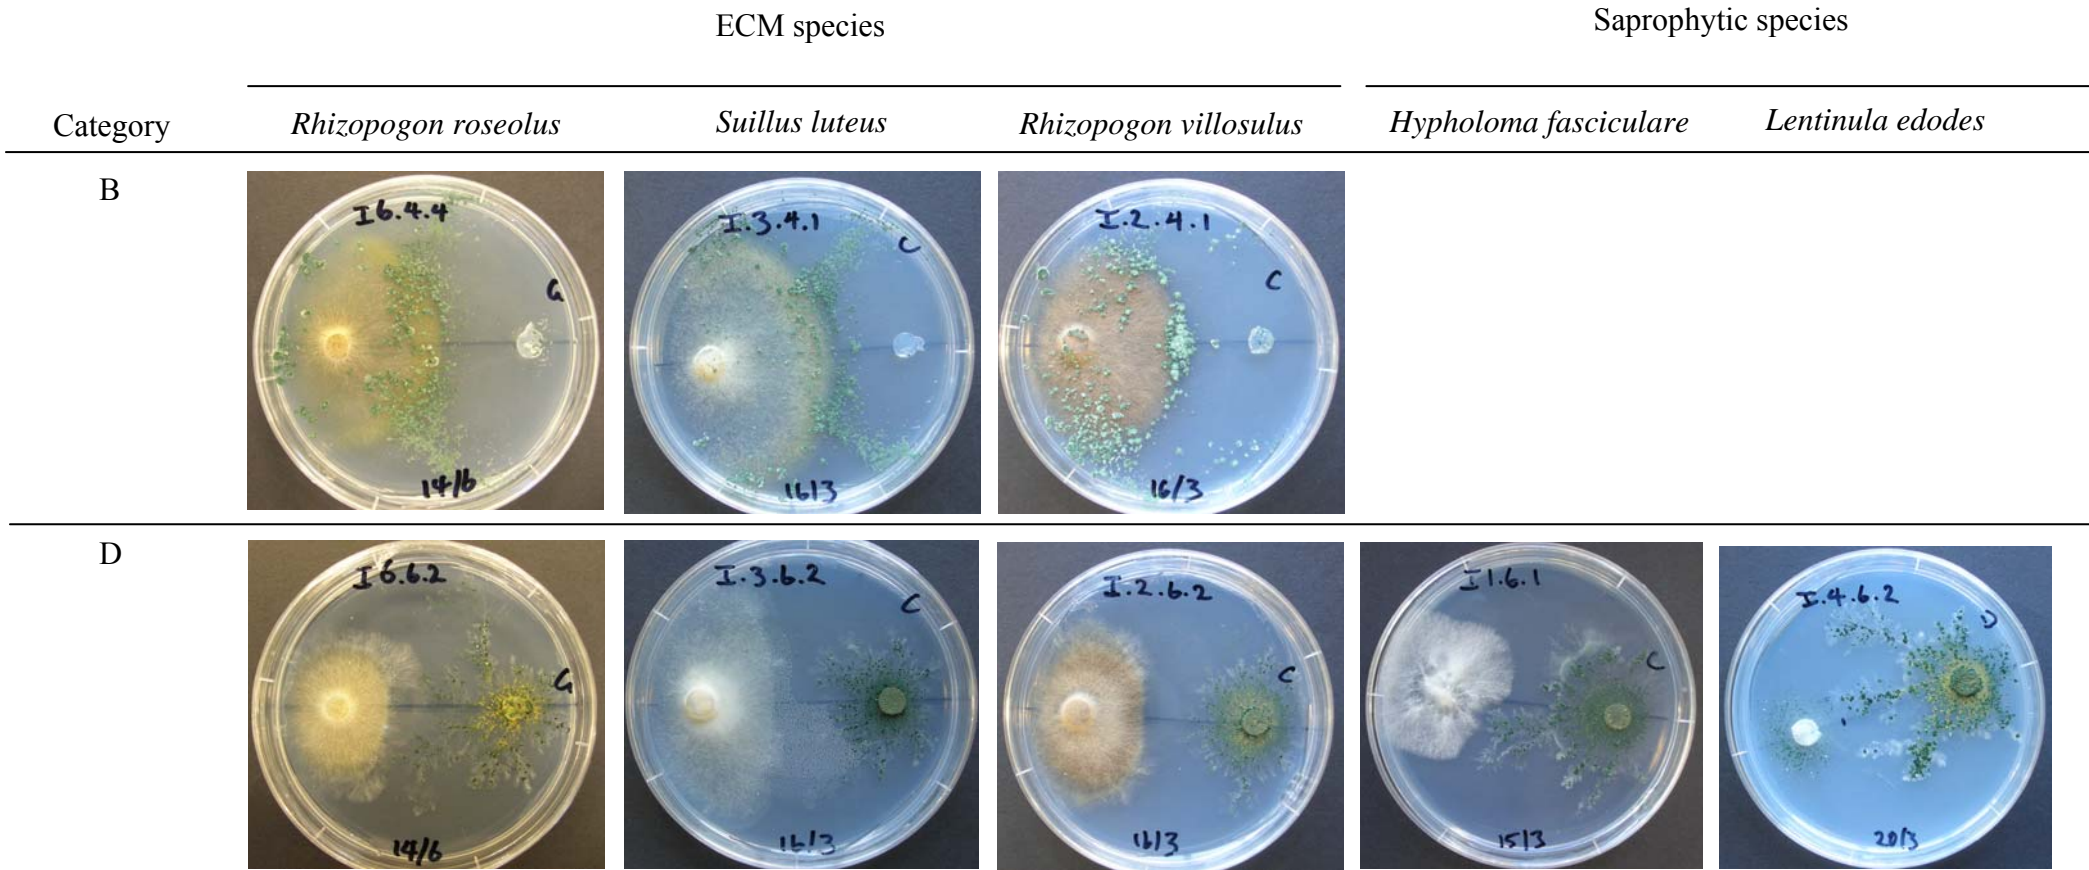 ECM species
Saprophytic species
Category
Rhizopogon roseolus
Suillus luteus
Rhizopogon villosulus
Hypholoma fasciculare
Lentinula edodes
B
I 6.4.4
G
14/6
I.3.4.1
C
16/3
I.2.4.1
C
16/3
D
I 6.6.2
G
14/6
I.3.6.2
C
16/3
I.2.6.2
C
16/3
I1.6.1
C
15/3
I.4.6.2
D
20/3